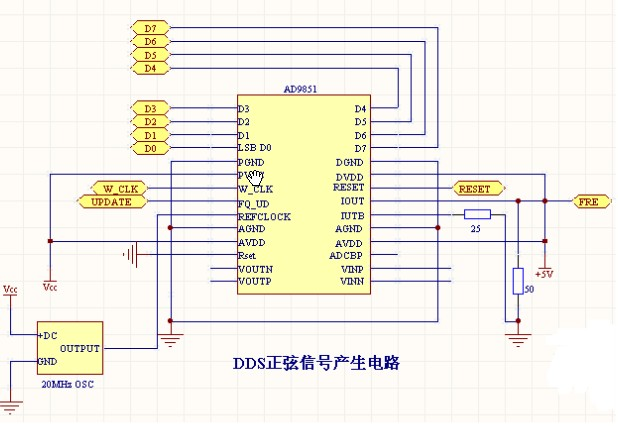 D7
D6
D5
D4
AD9851
D3
D3
D4
D2
D2
D5
D1
D1
D6
D0
LSB D0
D7
PGND
DGND
DVDD
W_CLK
W_CLK
RESET
RESET
UPDATE
FQ_UD
IOUT
FRE
REFCLOCK
IUTB
25
AGND
AGND
AVDD
AVDD
Rset
ADCBP
VOUTN
VINP
+5V
VOUTP
VINN
Vcc
Vcc
50
+DC
OUTPUT
GND
20MHz OSC
DDS正弦信号产生电路